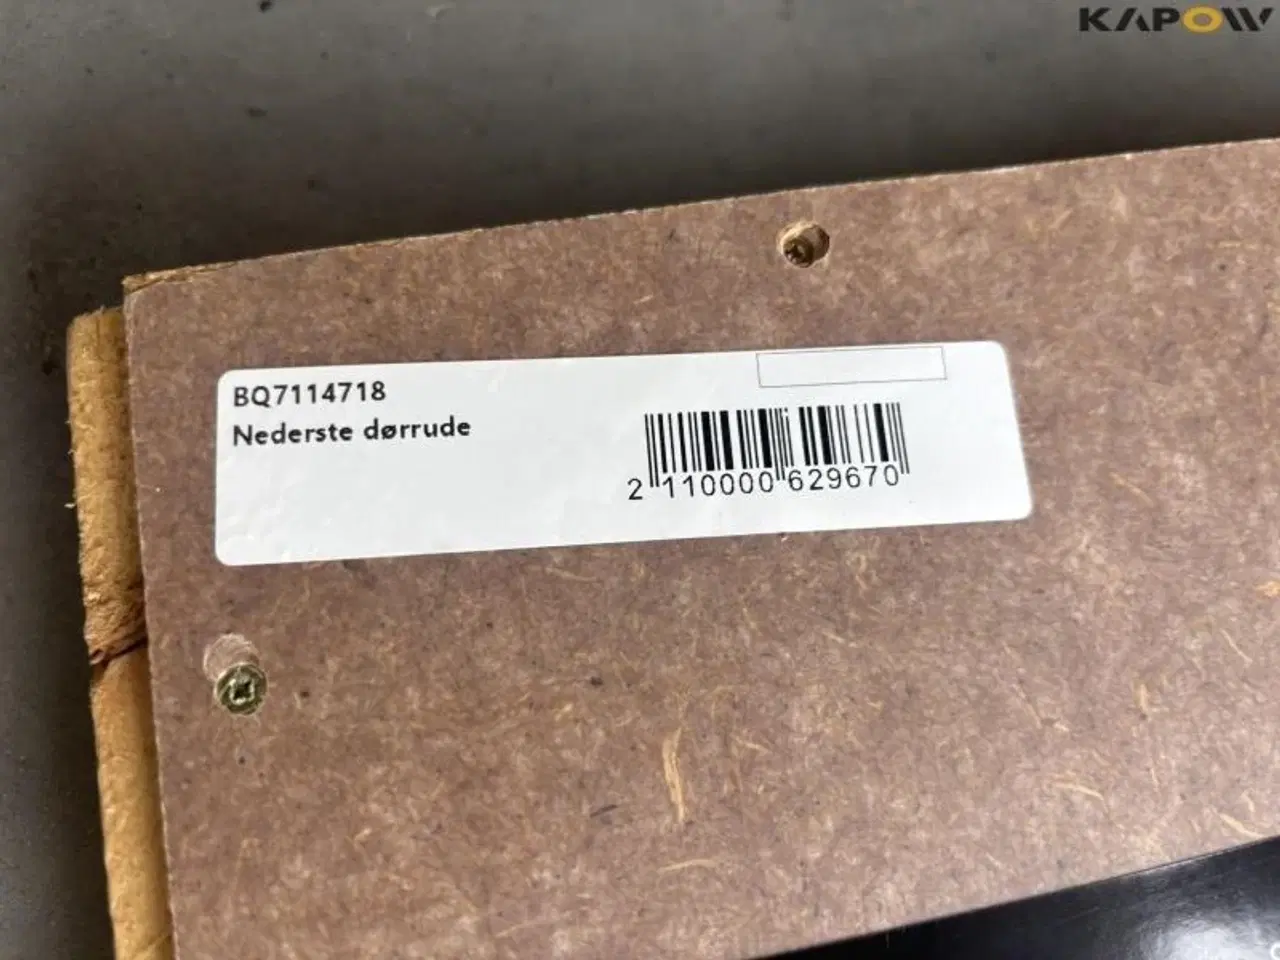 KAPOW
BQ7114718
Nederste dørrude
2 110000 629670